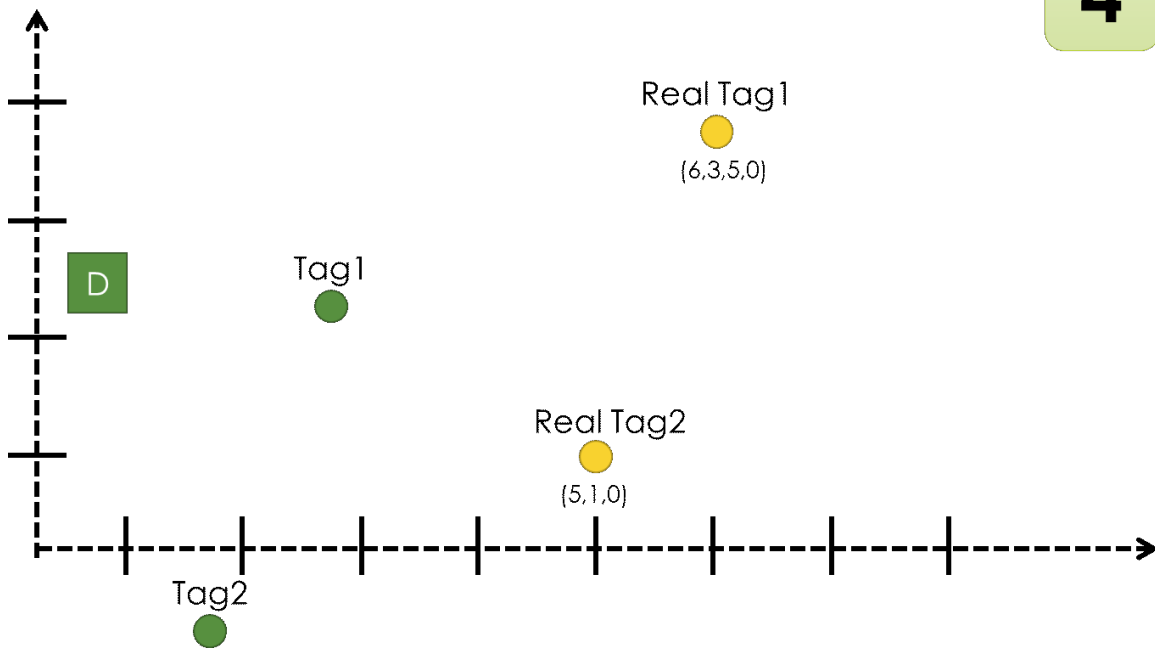 4
Real Tag1
(6,3,5,0)
D
Tag1
Real Tag2
(5,1,0)
Tag2